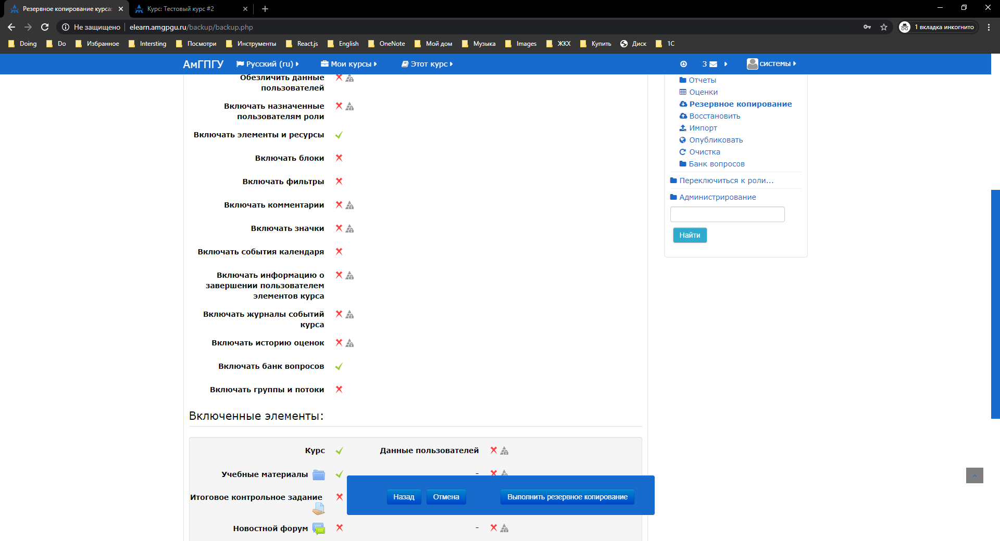 Резервное копирование курса:
Курс: Тестовый курс #2
Не защищено
elearn.amgpgu.ru/backup/backup.php
1 вкладка инкогнито
Doing
Do
Избранное
Intersting
Посмотри
Инструменты
React.js
English
OneNote
Мой дом
Музыка
Images
ЖКХ
Купить
Диск
1С
АмГПГУ
Русский (ru)
Мои курсы
Этот курс
3
системы
Обезличить данные
пользователей
Включать назначенные
пользователям роли
Включать элементы и ресурсы
Включать блоки
Включать фильтры
Включать комментарии
Включать значки
Включать события календаря
Включать информацию о
завершении пользователем
элементов курса
Включать журналы событий
курса
Включать историю оценок
Включать банк вопросов
Включать группы и потоки
Включенные элементы:
Курс
Данные пользователей
Учебные материалы
-
Итоговое контрольное задание
Новостной форум
-
Назад
Отмена
Выполнить резервное копирование
Отчеты
Оценки
Резервное копирование
Восстановить
Импорт
Опубликовать
Очистка
Банк вопросов
Переключиться к роли...
Администрирование
Найти